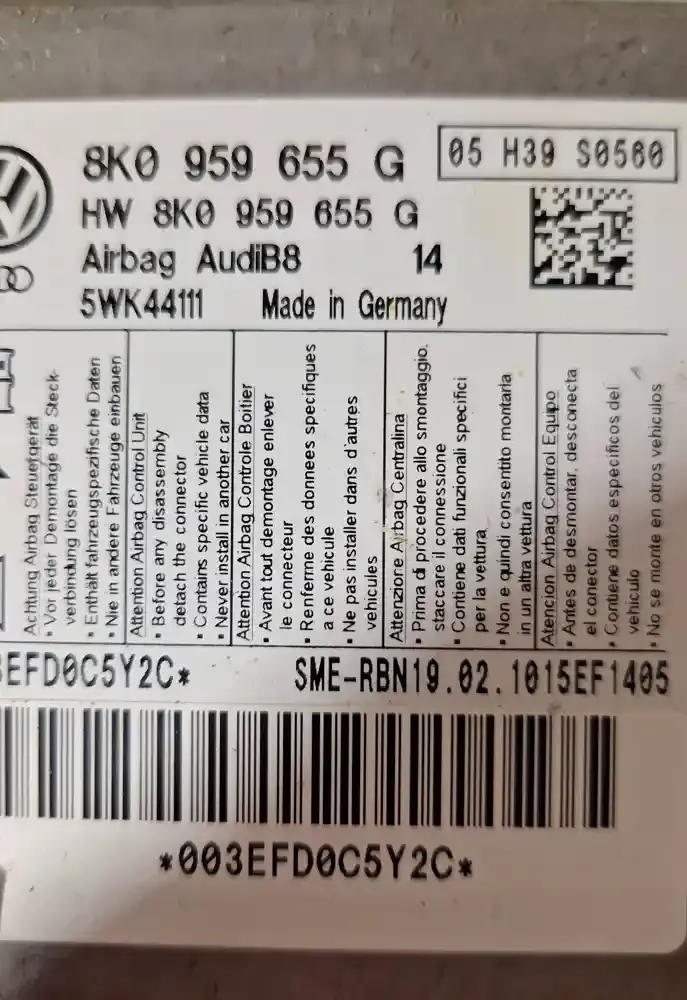 8K0 959 655 G
05 H39 S0560
HW 8K0 959 655 G
Airbag AudiB8 14
5WK44111 Made in Germany
Achtung Airbag Steuergerät
• Vor jeder Demontage die Steck-
verbindung lösen
• Enthält fahrzeugspezifische Daten
• Nie in andere Fahrzeuge einbauen
Attention Airbag Control Unit
• Before any disassembly
detach the connector
• Contains specific vehicle data
• Never install in another car
Attention Airbag Controle Boitier
• Avant tout demontage enlever
le connecteur
• Renferme des donnees specifiques
a ce vehicule
• Ne pas installer dans d'autres
vehicules
Attenzione Airbag Centralina
• Prima di procedere allo smontaggio.
staccare il connessione
• Contiene dati funzionali specifici
per la vettura
• Non e quindi consentito montarla
in un altra vettura
Atencion Airbag Control Equipo
• Antes de desmontar, desconecta
el conector
• Contiene datos especificos del
vehiculo
• No se monte en otros vehiculos
3EFD0C5Y2C* SME-RBN19.02.1015EF1405
*003EFD0C5Y2C*